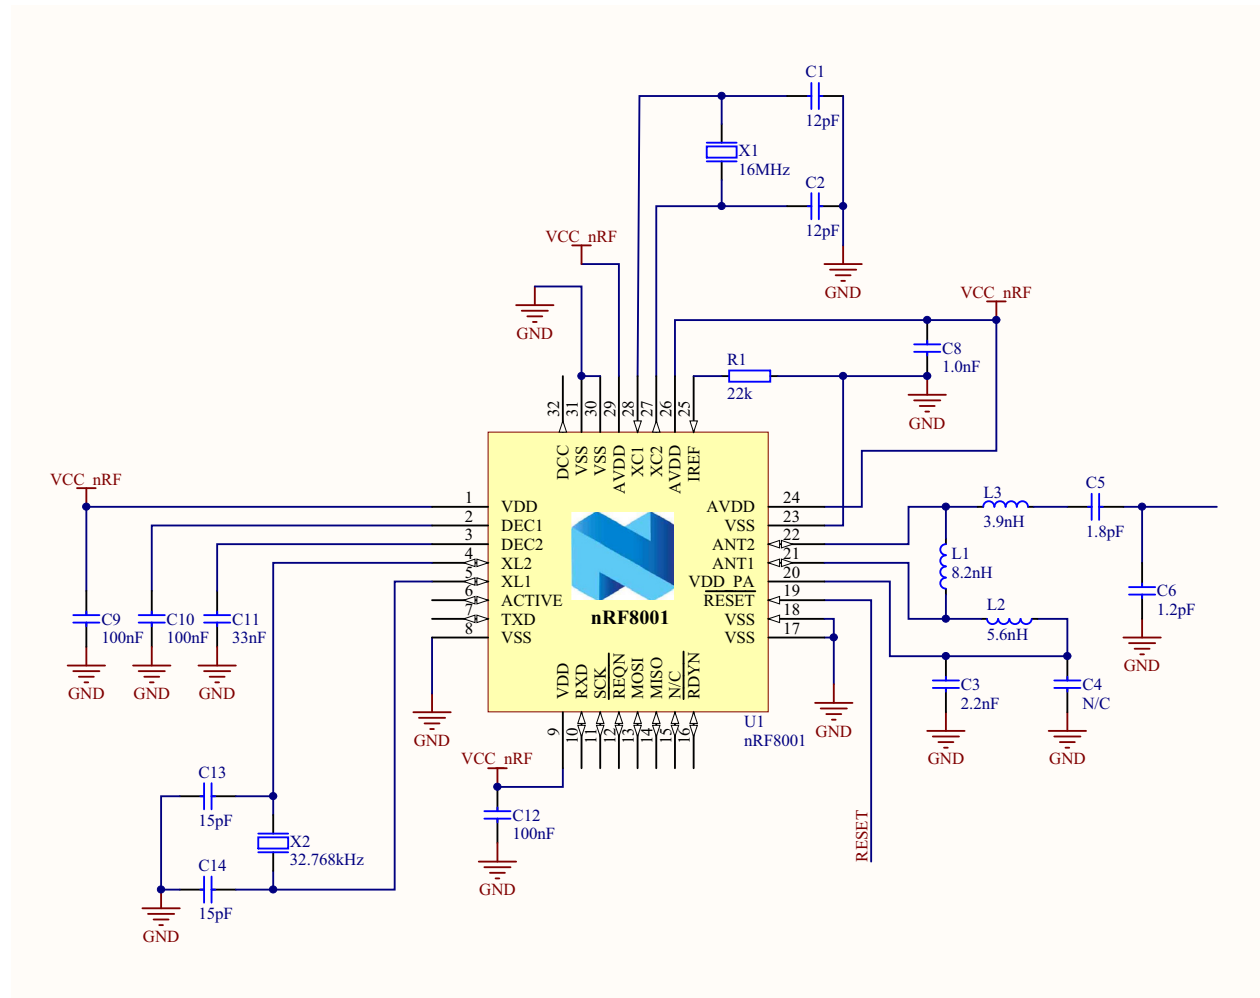 C1
12pF
X1
16MHz
C2
12pF
GND
VCC_nRF
GND
VCC_nRF
C8
1.0nF
GND
R1
22k
32
31
30
29
28
27
26
25
DCC
VSS
VSS
AVDD
XC1
XC2
AVDD
IREF
VCC_nRF
1
2
3
4
5
6
7
8
VDD
DEC1
DEC2
XL2
XL1
ACTIVE
TXD
VSS
nRF8001
AVDD
VSS
ANT2
ANT1
VDD_PA
RESET
VSS
VSS
24
23
22
21
20
19
18
17
L3
3.9nH
C5
1.8pF
L1
8.2nH
L2
5.6nH
C6
1.2pF
GND
C3
2.2nF
GND
C4
N/C
GND
C9
100nF
GND
C10
100nF
GND
C11
33nF
GND
GND
VDD
RXD
SCK
REQN
MOSI
MISO
N/C
RDYN
9
10
11
12
13
14
15
16
U1
nRF8001
GND
VCC_nRF
C12
100nF
GND
RESET
C13
15pF
X2
32.768kHz
C14
15pF
GND